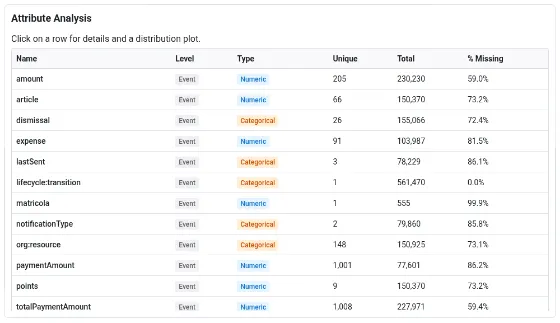 Attribute Analysis
Click on a row for details and a distribution plot.
Name Level Type Unique Total % Missing
amount Event Numeric 205 230,230 59.0%
article Event Numeric 66 150,370 73.2%
dismissal Event Categorical 26 155,066 72.4%
expense Event Numeric 91 103,987 81.5%
lastSent Event Categorical 3 78,229 86.1%
lifecycle:transition Event Categorical 1 561,470 0.0%
matricola Event Numeric 1 555 99.9%
notificationType Event Categorical 2 79,860 85.8%
org:resource Event Categorical 148 150,925 73.1%
paymentAmount Event Numeric 1,001 77,601 86.2%
points Event Numeric 9 150,370 73.2%
totalPaymentAmount Event Numeric 1,008 227,971 59.4%